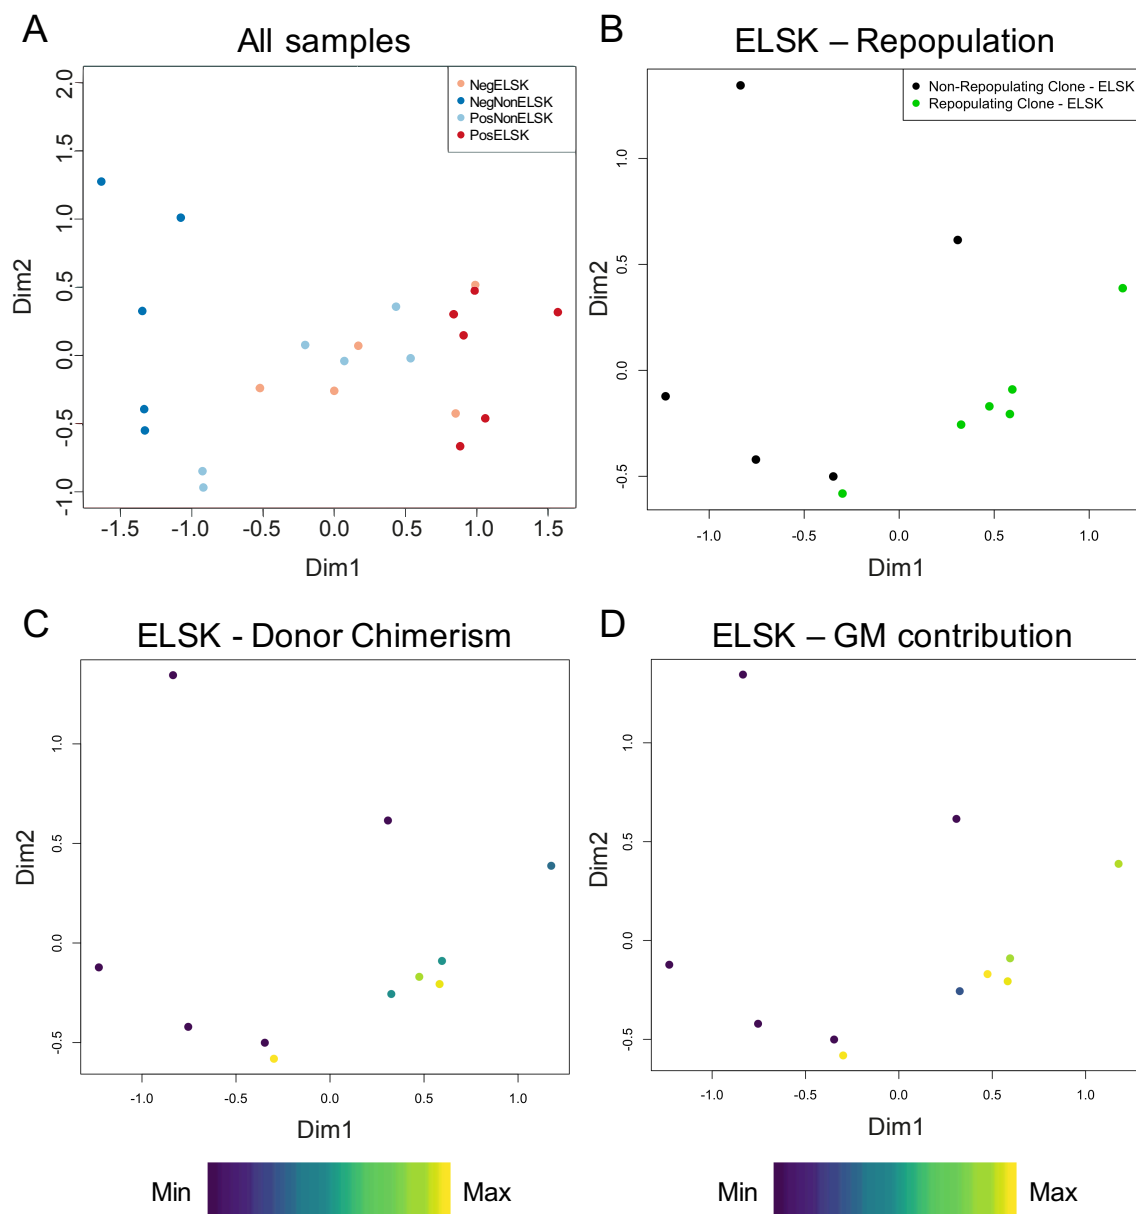 A
All samples
2.0
1.5
1.0
0.5
0.0
-0.5
-1.0
Dim2
NegELSK
NegNonELSK
PosNonELSK
PosELSK
-1.5 -1.0 -0.5 0.0 0.5 1.0 1.5
Dim1
B
ELSK – Repopulation
Non-Repopulating Clone - ELSK
Repopulating Clone - ELSK
1.0
0.5
0.0
-0.5
Dim2
-1.0 -0.5 0.0 0.5 1.0
Dim1
C
ELSK - Donor Chimerism
1.0
0.5
0.0
-0.5
Dim2
-1.0 -0.5 0.0 0.5 1.0
Dim1
Min Max
D
ELSK – GM contribution
1.0
0.5
0.0
-0.5
Dim2
-1.0 -0.5 0.0 0.5 1.0
Dim1
Min Max